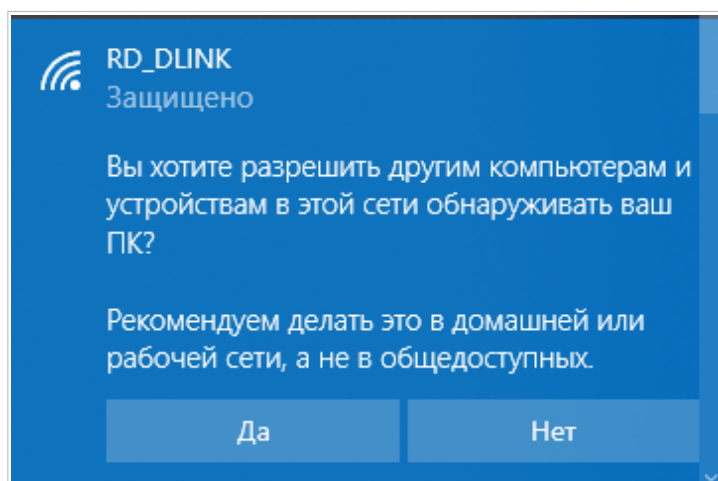 RD_DLINK
Защищено
Вы хотите разрешить другим компьютерам и
устройствам в этой сети обнаруживать ваш
ПК?
Рекомендуем делать это в домашней или
рабочей сети, а не в общедоступных.
Да Нет